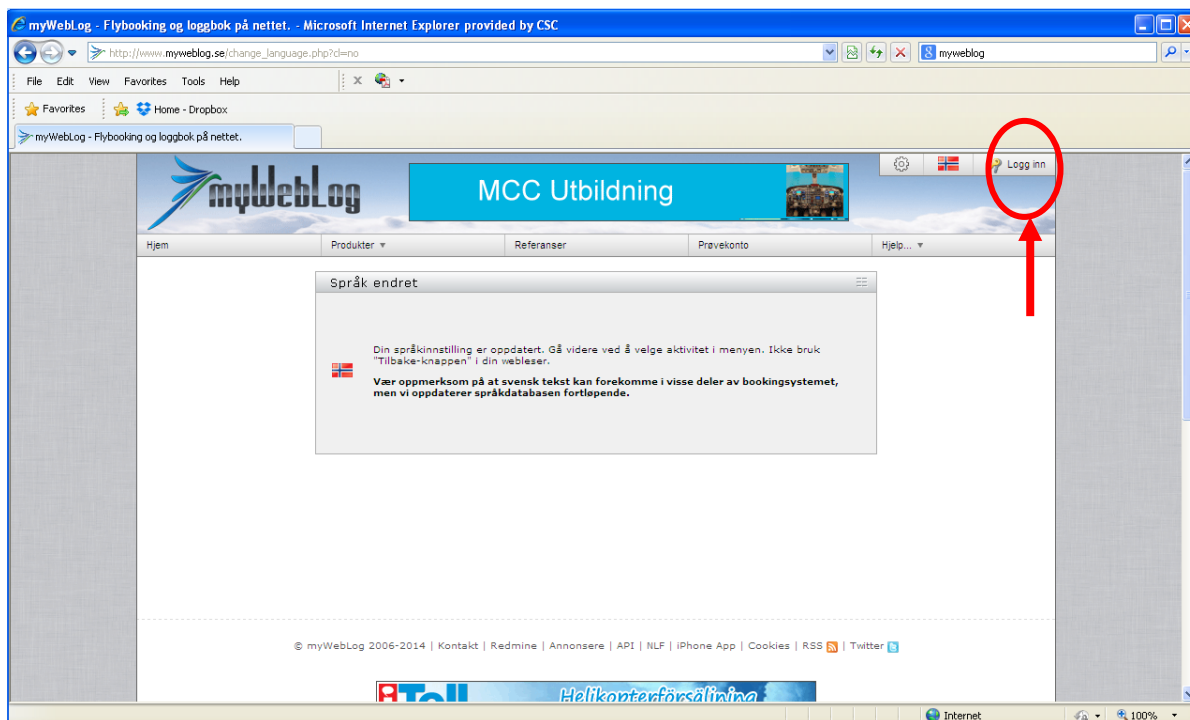 myWebLog - Flybooking og loggbok på nettet. - Microsoft Internet Explorer provided by CSC
http://www.myweblog.se/change_language.php?cl=no
myweblog
File Edit View Favorites Tools Help
Favorites Home - Dropbox
myWebLog - Flybooking og loggbok på nettet.
Logg inn
myWebLog
MCC Utbildning
Hjem Produkter Referanser Prøvekonto Hjelp...
Språk endret
Din språkinnstilling er oppdatert. Gå videre ved å velge aktivitet i menyen. Ikke bruk
"Tilbake-knappen" i din webleser.
Vær oppmerksom på at svensk tekst kan forekomme i visse deler av bookingsystemet,
men vi oppdaterer språkdatabasen fortløpende.
© myWebLog 2006-2014 | Kontakt | Redmine | Annonsere | API | NLF | iPhone App | Cookies | RSS | Twitter
Toll Helikopterförsäljning
Internet 100%